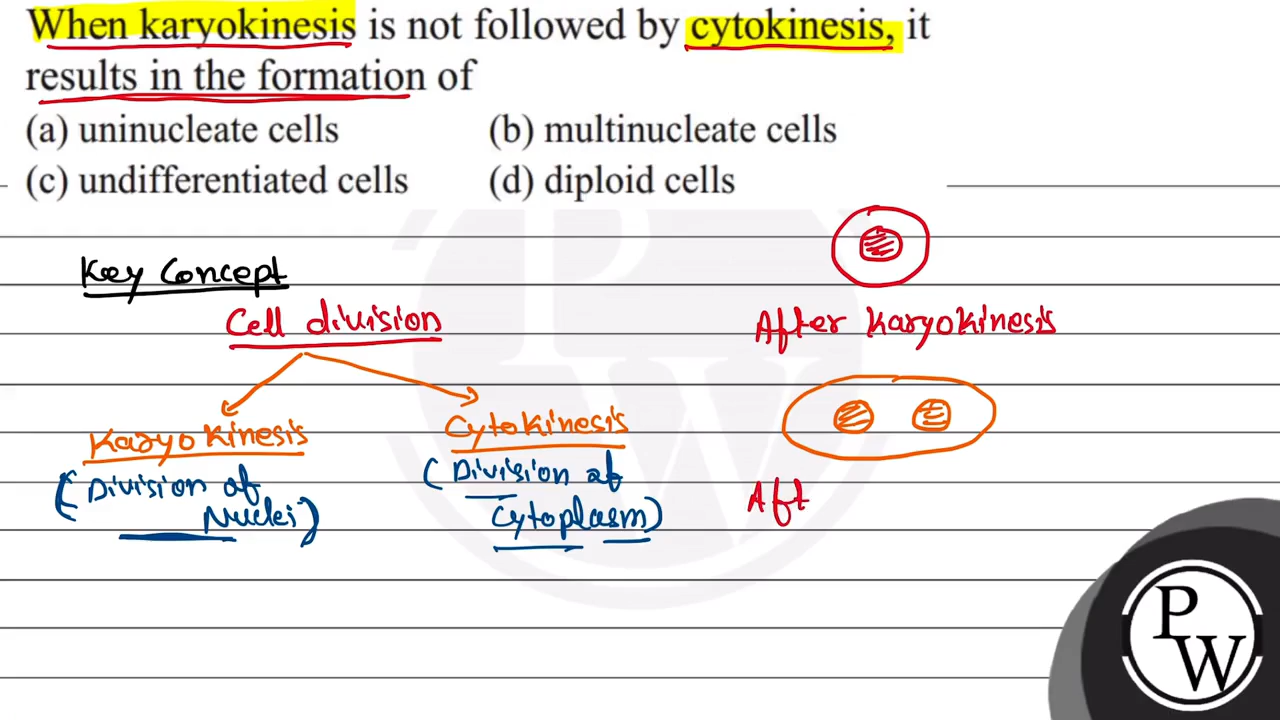 When karyokinesis is not followed by cytokinesis, it
results in the formation of
(a) uninucleate cells (b) multinucleate cells
(c) undifferentiated cells (d) diploid cells
Key Concept
Cell division
After Karyokinesis
Karyokinesis
Cytokinesis
(Division of
Nuclei)
(Division of
Cytoplasm)
Aft
PW
PW